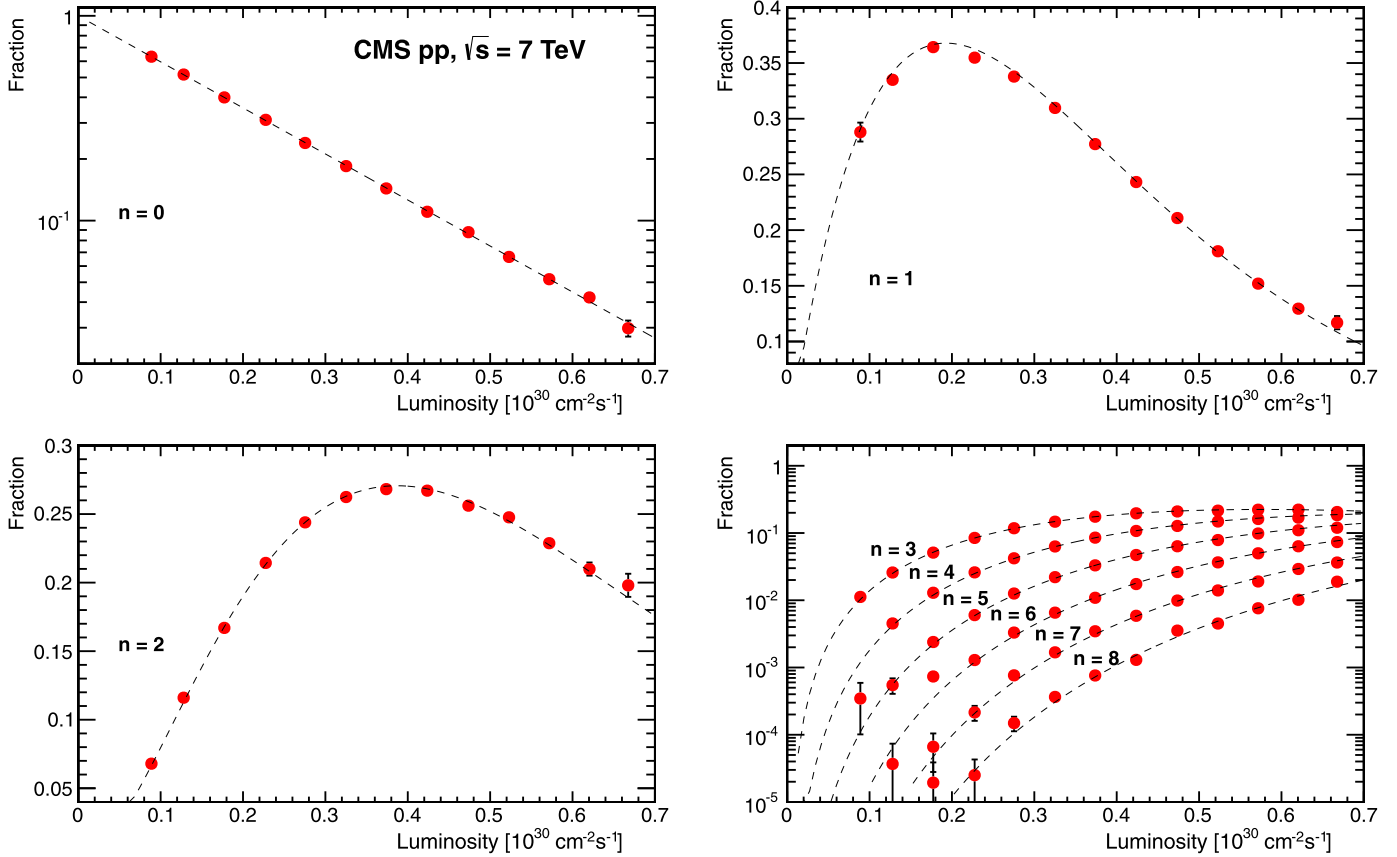 Fraction
1
10⁻¹
CMS pp, √s = 7 TeV
n = 0
0 0.1 0.2 0.3 0.4 0.5 0.6 0.7
Luminosity [10³⁰ cm⁻²s⁻¹]
Fraction
0.4
0.35
0.3
0.25
0.2
0.15
0.1
n = 1
0 0.1 0.2 0.3 0.4 0.5 0.6 0.7
Luminosity [10³⁰ cm⁻²s⁻¹]
Fraction
0.3
0.25
0.2
0.15
0.1
0.05
n = 2
0 0.1 0.2 0.3 0.4 0.5 0.6 0.7
Luminosity [10³⁰ cm⁻²s⁻¹]
Fraction
1
10⁻¹
10⁻²
10⁻³
10⁻⁴
10⁻⁵
n = 3
n = 4
n = 5
n = 6
n = 7
n = 8
0 0.1 0.2 0.3 0.4 0.5 0.6 0.7
Luminosity [10³⁰ cm⁻²s⁻¹]